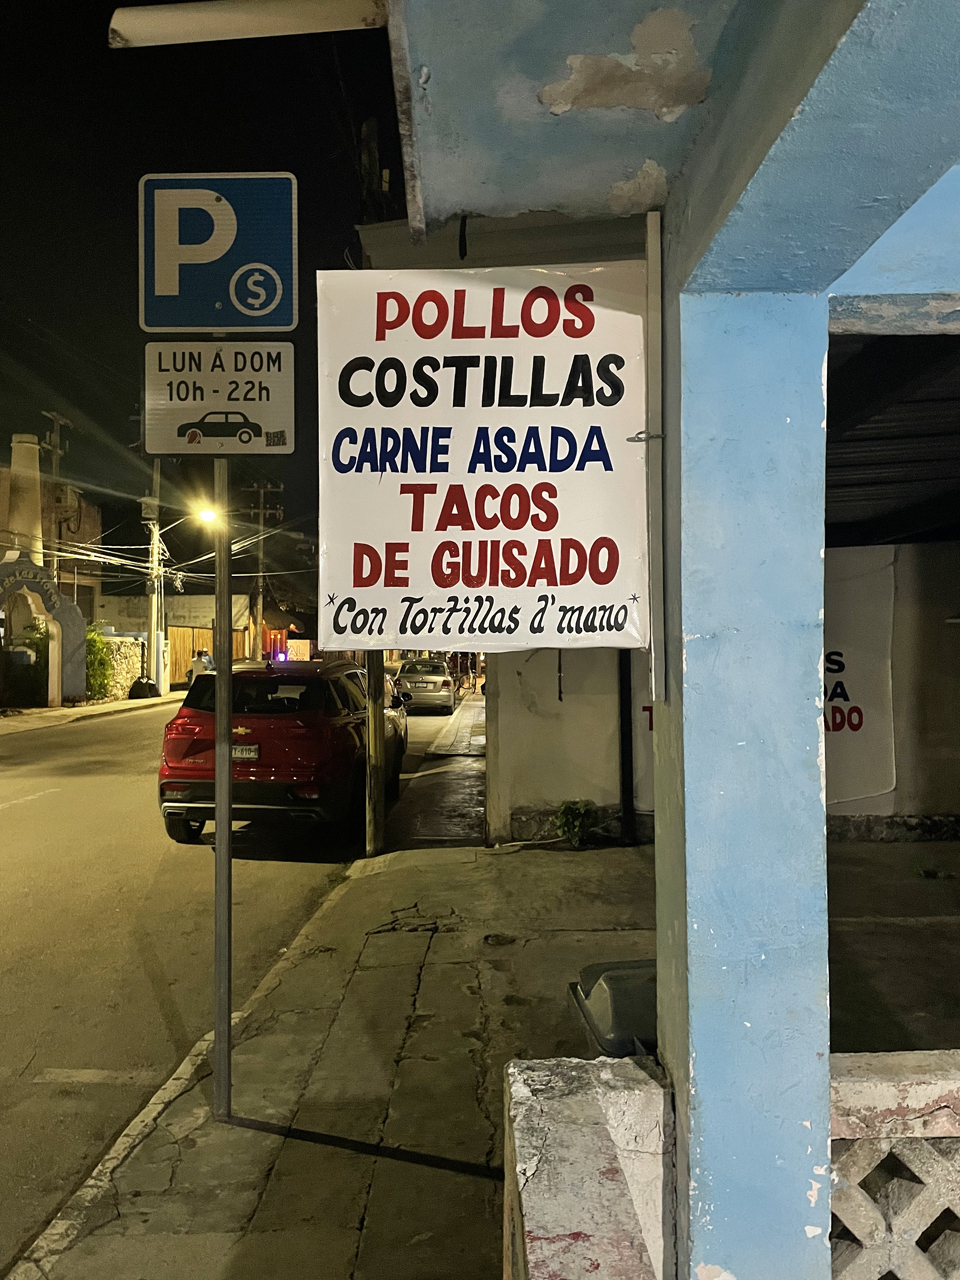 P
$
LUN A DOM
10h - 22h
POLLOS
COSTILLAS
CARNE ASADA
TACOS
DE GUISADO
*Con Tortillas d'mano*
S
DA
T ADO